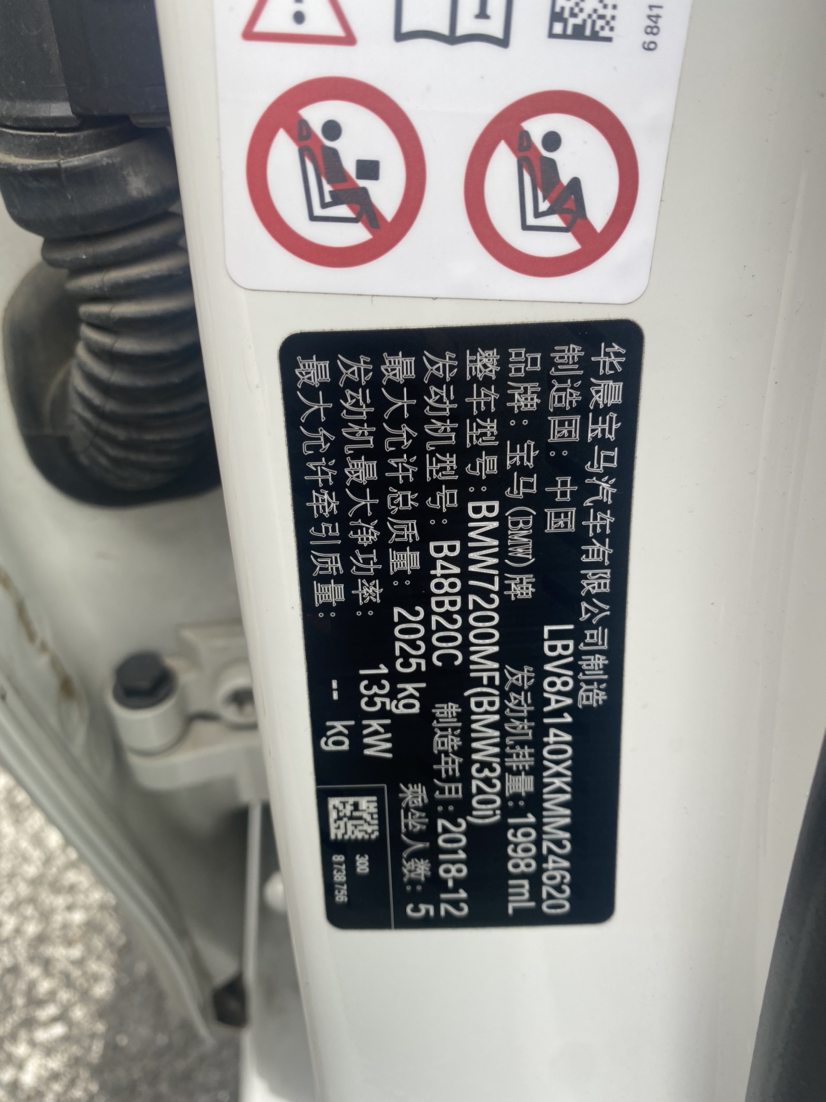 6 841
华晨宝马汽车有限公司制造
制造国：中国 LBV8A140XKMM24620
品牌：宝马(BMW)牌 发动机排量：1998 mL
整车型号：BMW7200MF(BMW320i)
发动机型号：B48B20C 制造年月：2018-12
最大允许总质量：2025 kg 乘坐人数：5
发动机最大净功率：135 kW
最大允许牵引质量：-- kg
300
8 738 756